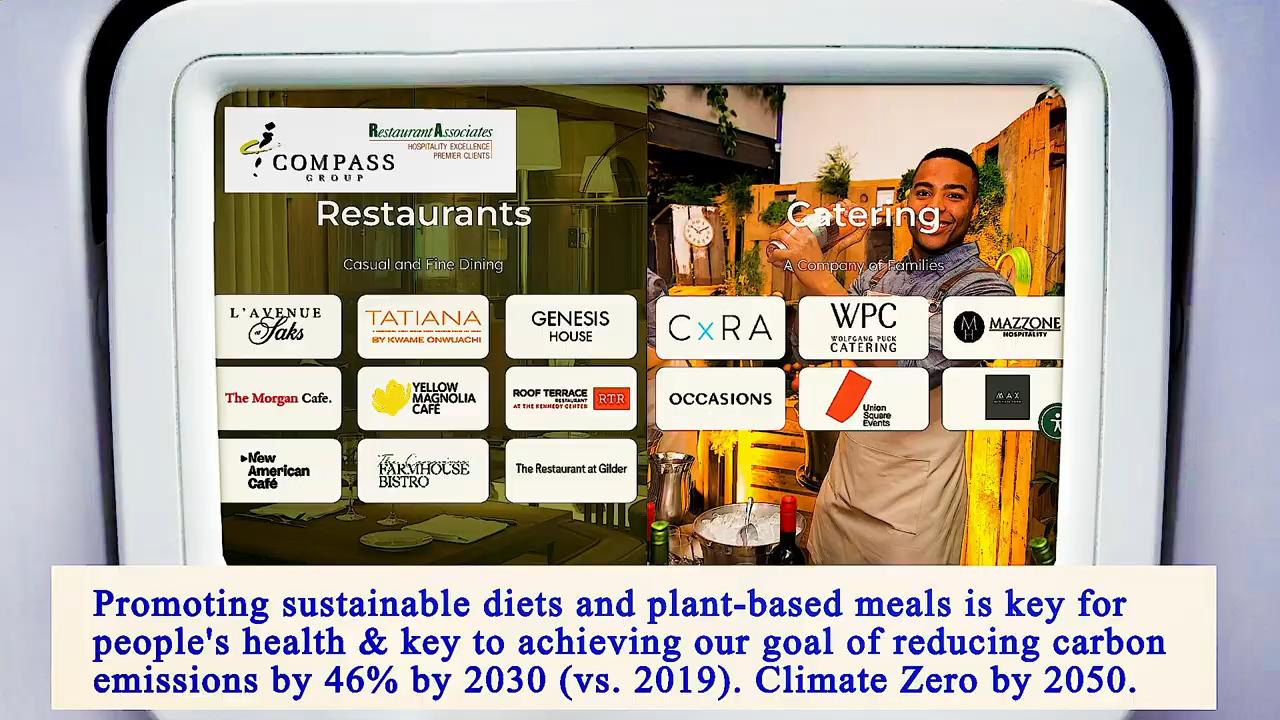 COMPASS
GROUP
Restaurant Associates
HOSPITALITY EXCELLENCE
PREMIER CLIENTS
Restaurants
Casual and Fine Dining
L'AVENUE
at Saks
TATIANA
BY KWAME ONWUACHI
GENESIS
HOUSE
The Morgan Cafe.
YELLOW
MAGNOLIA
CAFÉ
ROOF TERRACE
RESTAURANT
AT THE KENNEDY CENTER
RTR
New
American
Café
FARMHOUSE
BISTRO
The Restaurant at Gilder
Catering
A Company of Families
CxRA
WPC
WOLFGANG PUCK
CATERING
MH
MAZZONE
HOSPITALITY
OCCASIONS
Union
Square
Events
MAX
Promoting sustainable diets and plant-based meals is key for
people's health & key to achieving our goal of reducing carbon
emissions by 46% by 2030 (vs. 2019). Climate Zero by 2050.